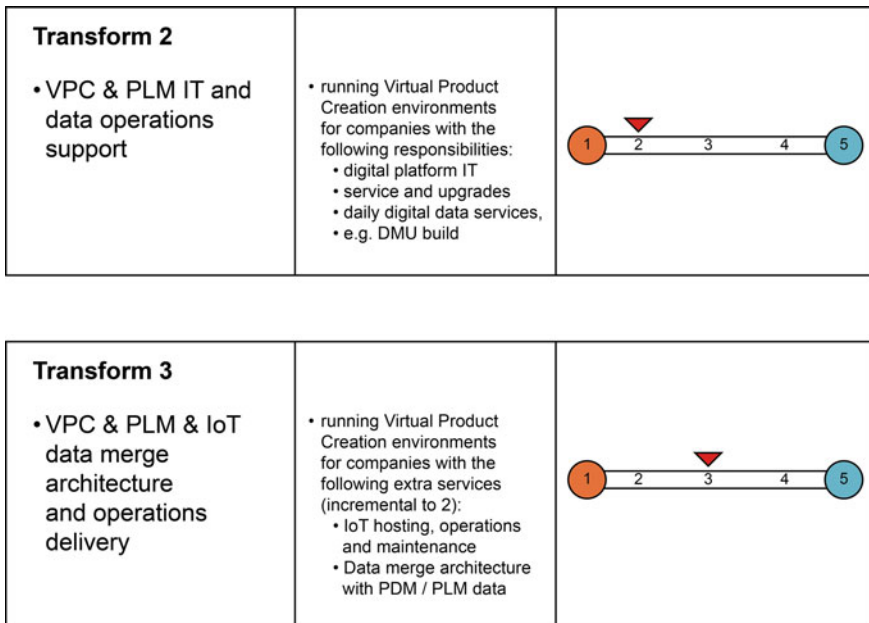 Transform 2
• VPC & PLM IT and
data operations
support
• running Virtual Product
Creation environments
for companies with the
following responsibilities:
• digital platform IT
• service and upgrades
• daily digital data services,
• e.g. DMU build
1 2 3 4 5
Transform 3
• VPC & PLM & IoT
data merge
architecture
and operations
delivery
• running Virtual Product
Creation environments
for companies with the
following extra services
(incremental to 2):
• IoT hosting, operations
and maintenance
• Data merge architecture
with PDM / PLM data
1 2 3 4 5